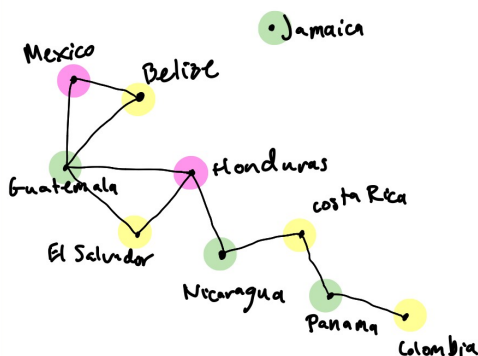 Jamaica
Mexico
Belize
Guatemala
Honduras
Costa Rica
El Salvador
Nicaragua
Panama
Colombia